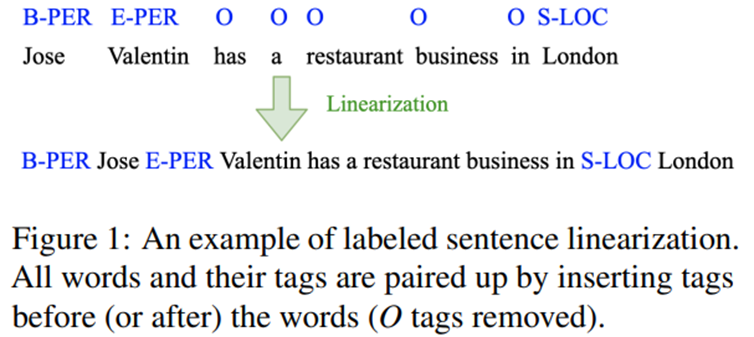 B-PER E-PER O O O O O S-LOC
Jose Valentin has a restaurant business in London
Linearization
B-PER Jose E-PER Valentin has a restaurant business in S-LOC London
Figure 1: An example of labeled sentence linearization.
All words and their tags are paired up by inserting tags
before (or after) the words (O tags removed).